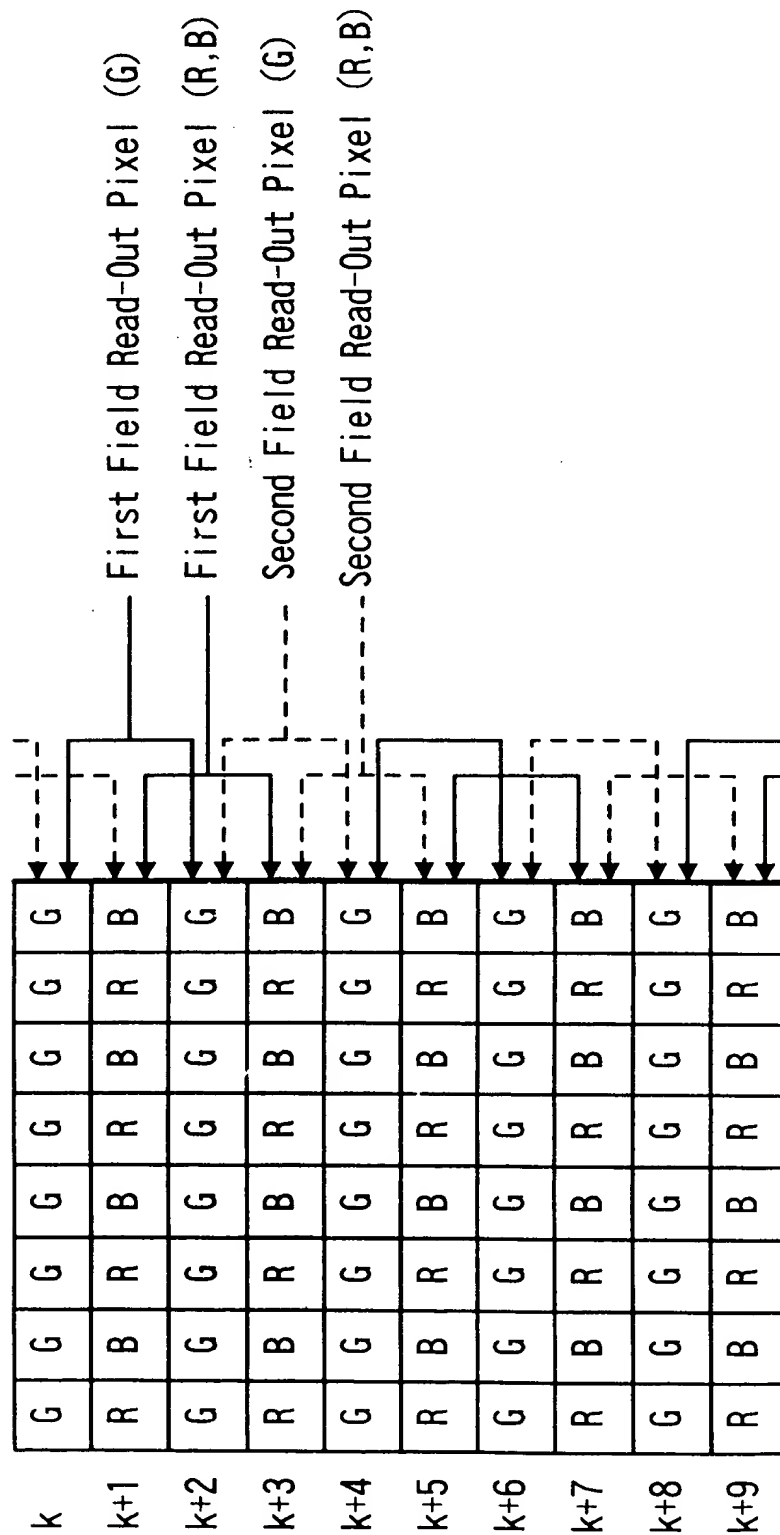 First Field Read-Out Pixel (G)
First Field Read-Out Pixel (R,B)
Second Field Read-Out Pixel (G)
Second Field Read-Out Pixel (R,B)
k G G G G G G G G
k+1 R B R B R B R B
k+2 G G G G G G G G
k+3 R B R B R B R B
k+4 G G G G G G G G
k+5 R B R B R B R B
k+6 G G G G G G G G
k+7 R B R B R B R B
k+8 G G G G G G G G
k+9 R B R B R B R B